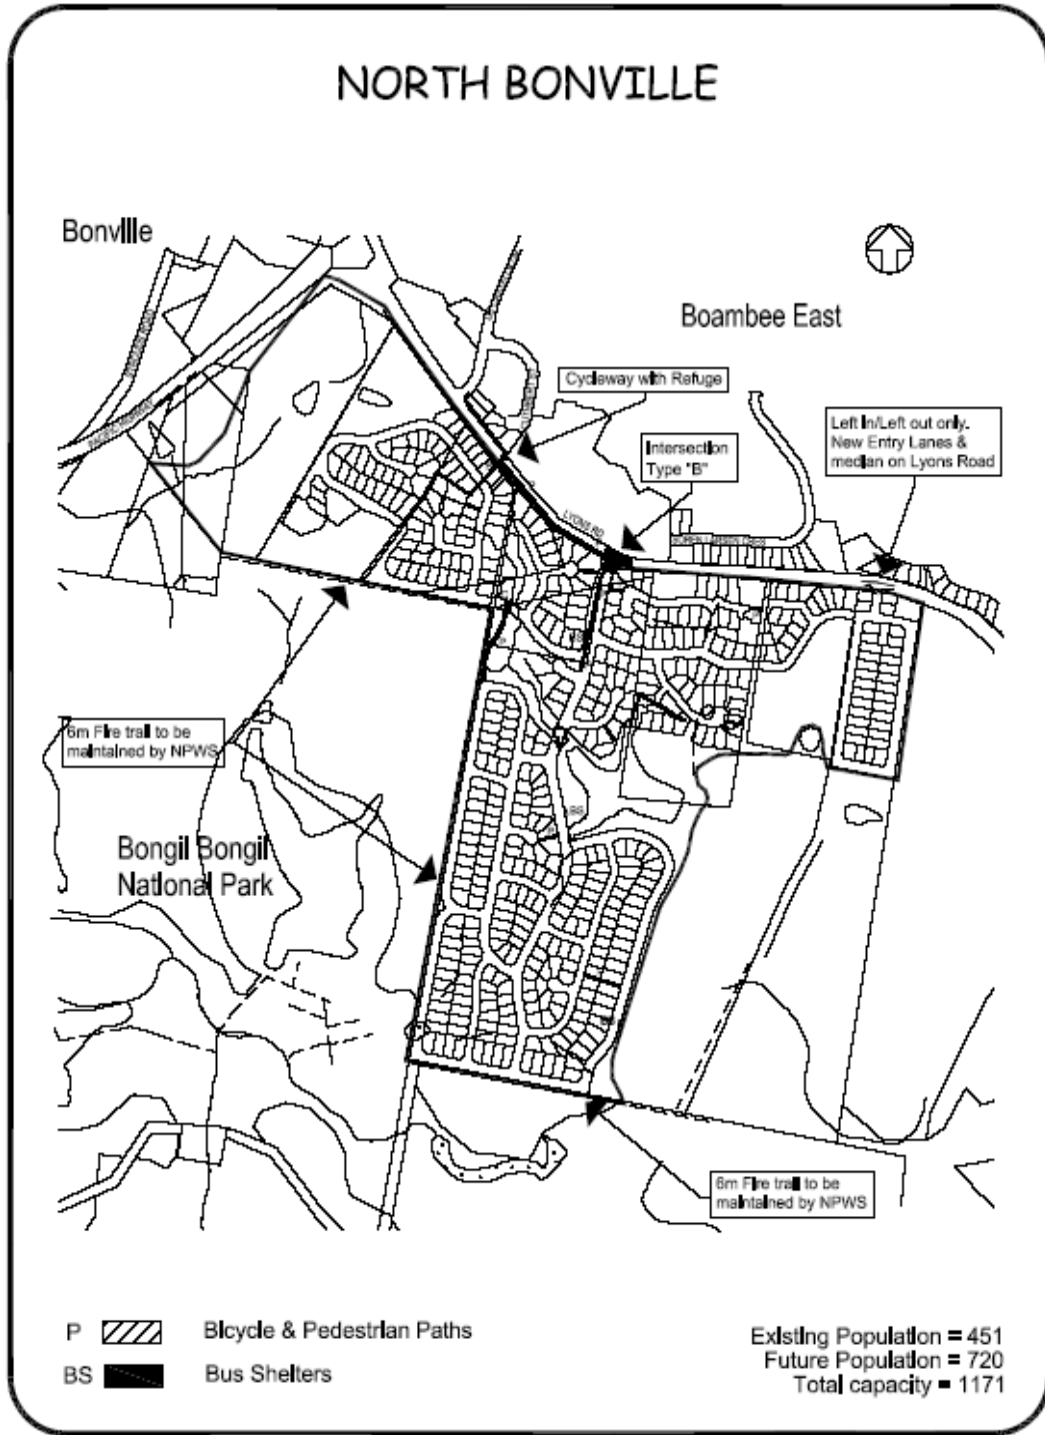 NORTH BONVILLE
Bonville
Boambee East
Cycleway with Refuge
Left In/Left out only.
New Entry Lanes &
median on Lyons Road
Intersection
Type "B"
LYONS RD
6m Fire trail to be
maintained by NPWS
Bongil Bongil
National Park
BS
6m Fire trail to be
maintained by NPWS
P Bicycle & Pedestrian Paths
BS Bus Shelters
Existing Population = 451
Future Population = 720
Total capacity = 1171